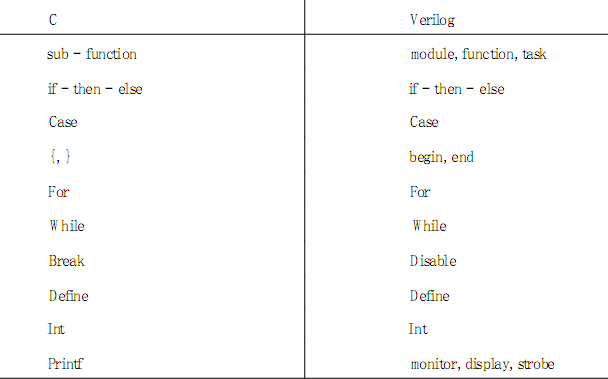 C Verilog
sub-function module, function, task
if-then-else if-then-else
Case Case
{, } begin, end
For For
While While
Break Disable
Define Define
Int Int
Printf monitor, display, strobe